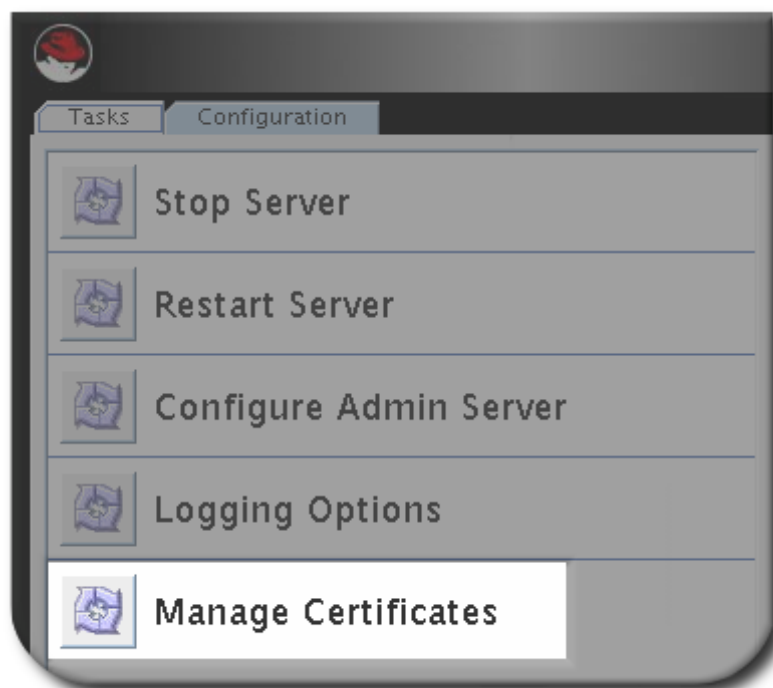 Tasks
Configuration
Stop Server
Restart Server
Configure Admin Server
Logging Options
Manage Certificates